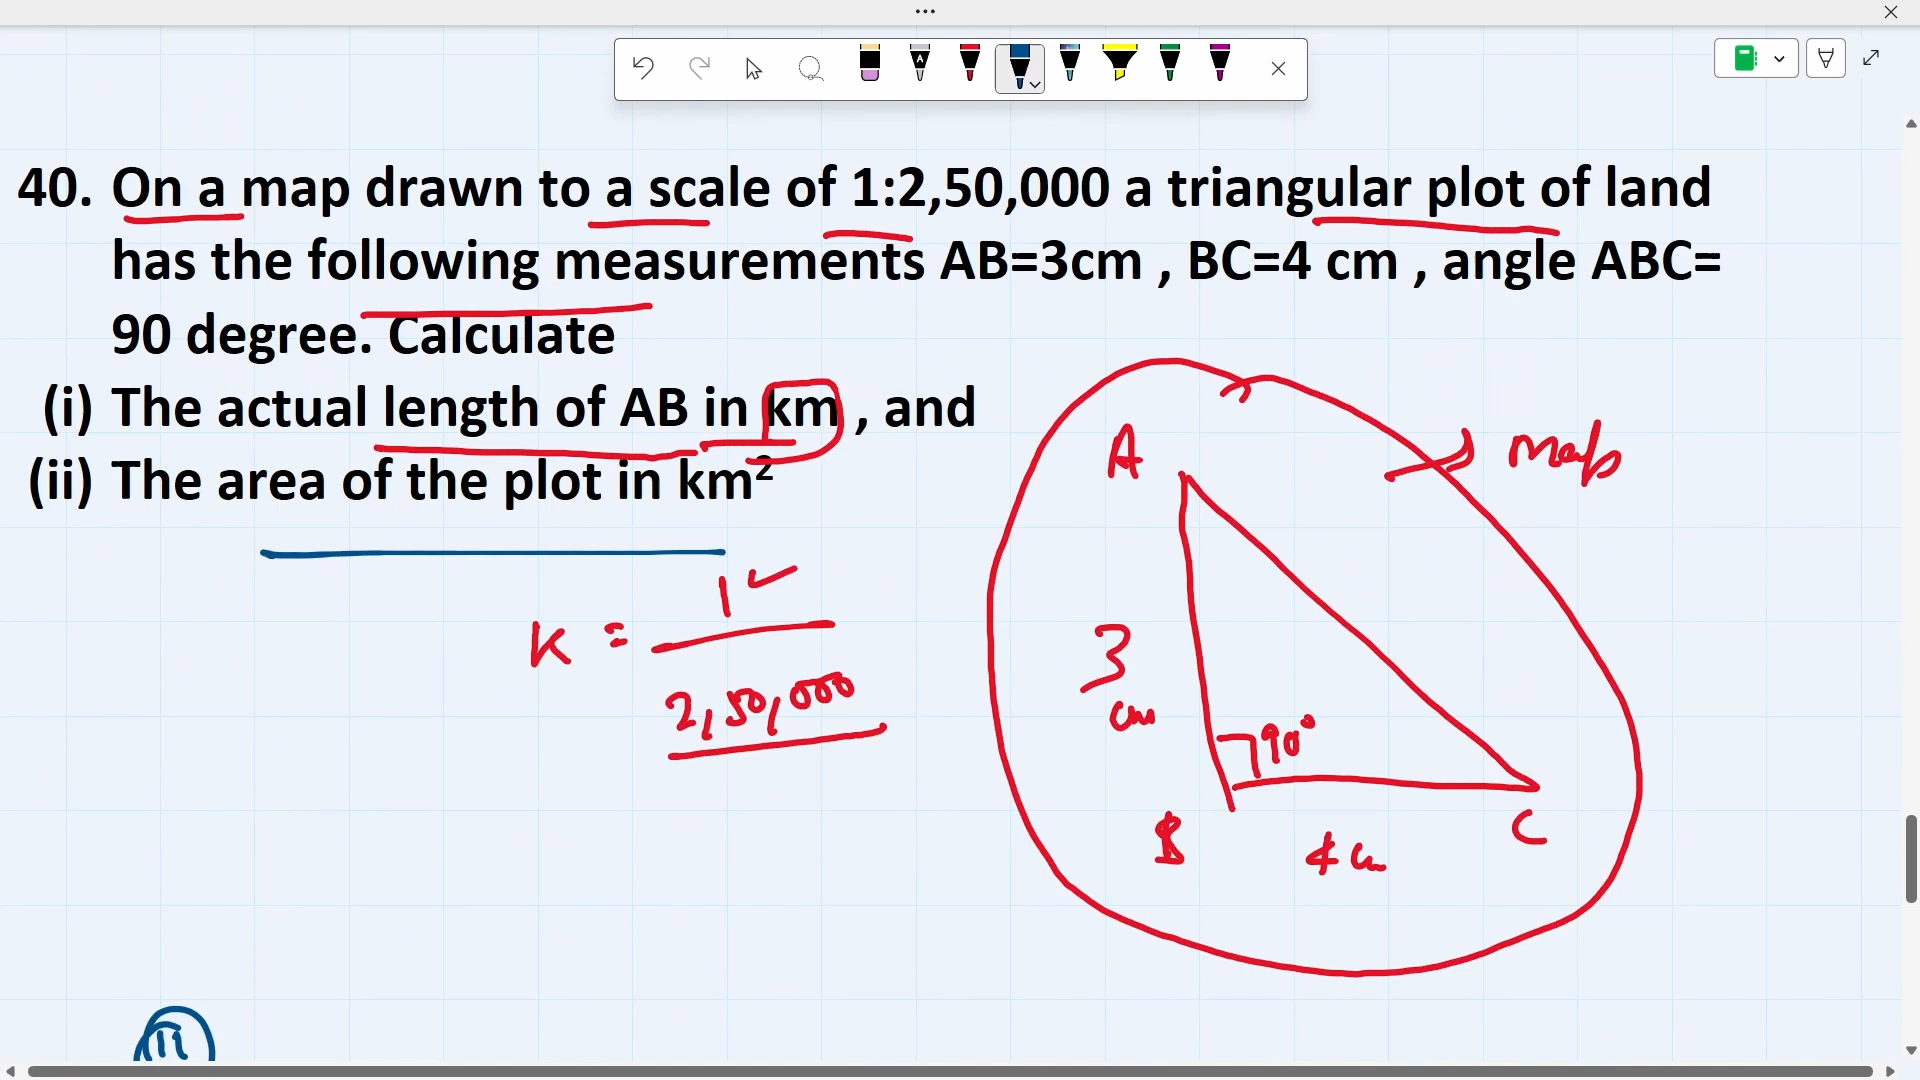 40. On a map drawn to a scale of 1:2,50,000 a triangular plot of land
has the following measurements AB=3cm , BC=4 cm , angle ABC=
90 degree. Calculate
(i) The actual length of AB in km , and
(ii) The area of the plot in km²
A
Map
K = 1
2,50,000
3
cm
90°
B
4 cm
C
ii